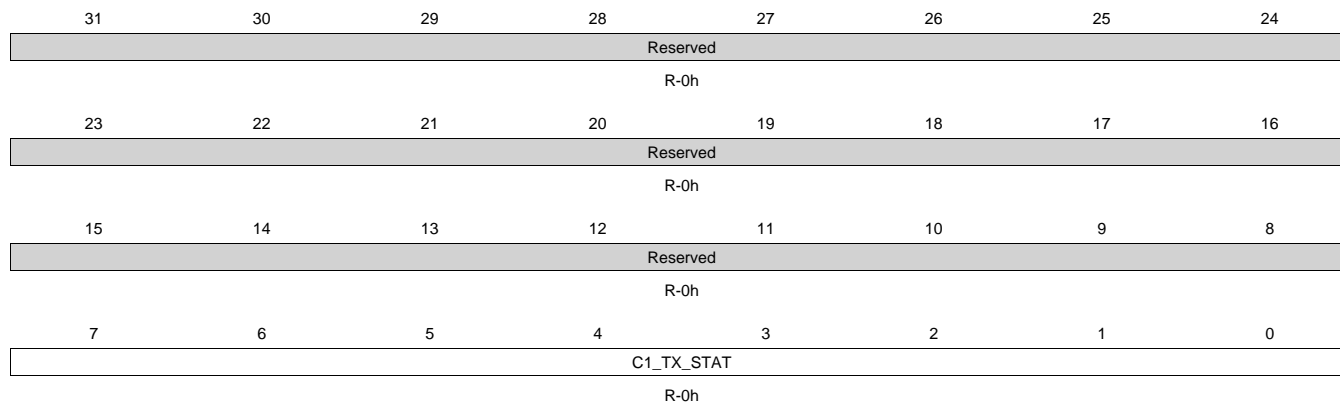 31 30 29 28 27 26 25 24
Reserved
R-0h
23 22 21 20 19 18 17 16
Reserved
R-0h
15 14 13 12 11 10 9 8
Reserved
R-0h
7 6 5 4 3 2 1 0
C1_TX_STAT
R-0h